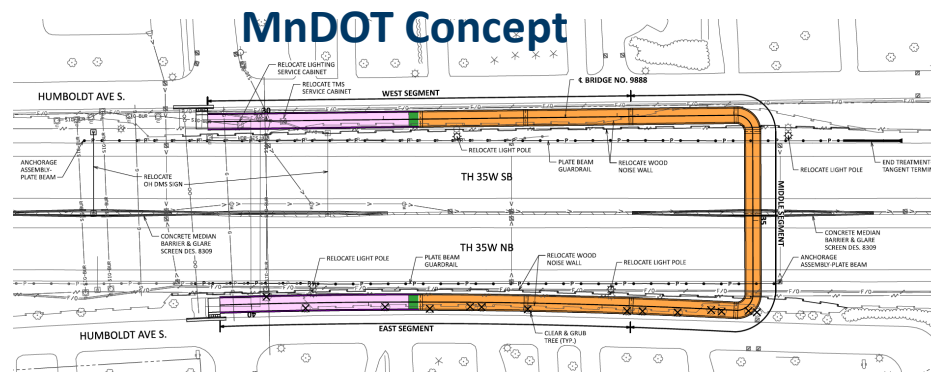 MnDOT Concept
RELOCATE LIGHTING
SERVICE CABINET
RELOCATE TMS
SERVICE CABINET
℄ BRIDGE NO. 9888
WEST SEGMENT
HUMBOLDT AVE S.
RELOCATE LIGHT POLE
PLATE BEAM
GUARDRAIL
RELOCATE WOOD
NOISE WALL
RELOCATE LIGHT POLE
END TREATMENT
TANGENT TERMIN
ANCHORAGE
ASSEMBLY-
PLATE BEAM
RELOCATE
OH DMS SIGN
TH 35W SB
MIDDLE SEGMENT
35
CONCRETE MEDIAN
BARRIER & GLARE
SCREEN DES. 8309
CONCRETE MEDIAN
BARRIER & GLARE
SCREEN DES. 8309
TH 35W NB
RELOCATE LIGHT POLE
PLATE BEAM
GUARDRAIL
RELOCATE WOOD
NOISE WALL
RELOCATE LIGHT POLE
ANCHORAGE
ASSEMBLY-PLATE BEAM
40
EAST SEGMENT
HUMBOLDT AVE S.
CLEAR & GRUB
TREE (TYP.)